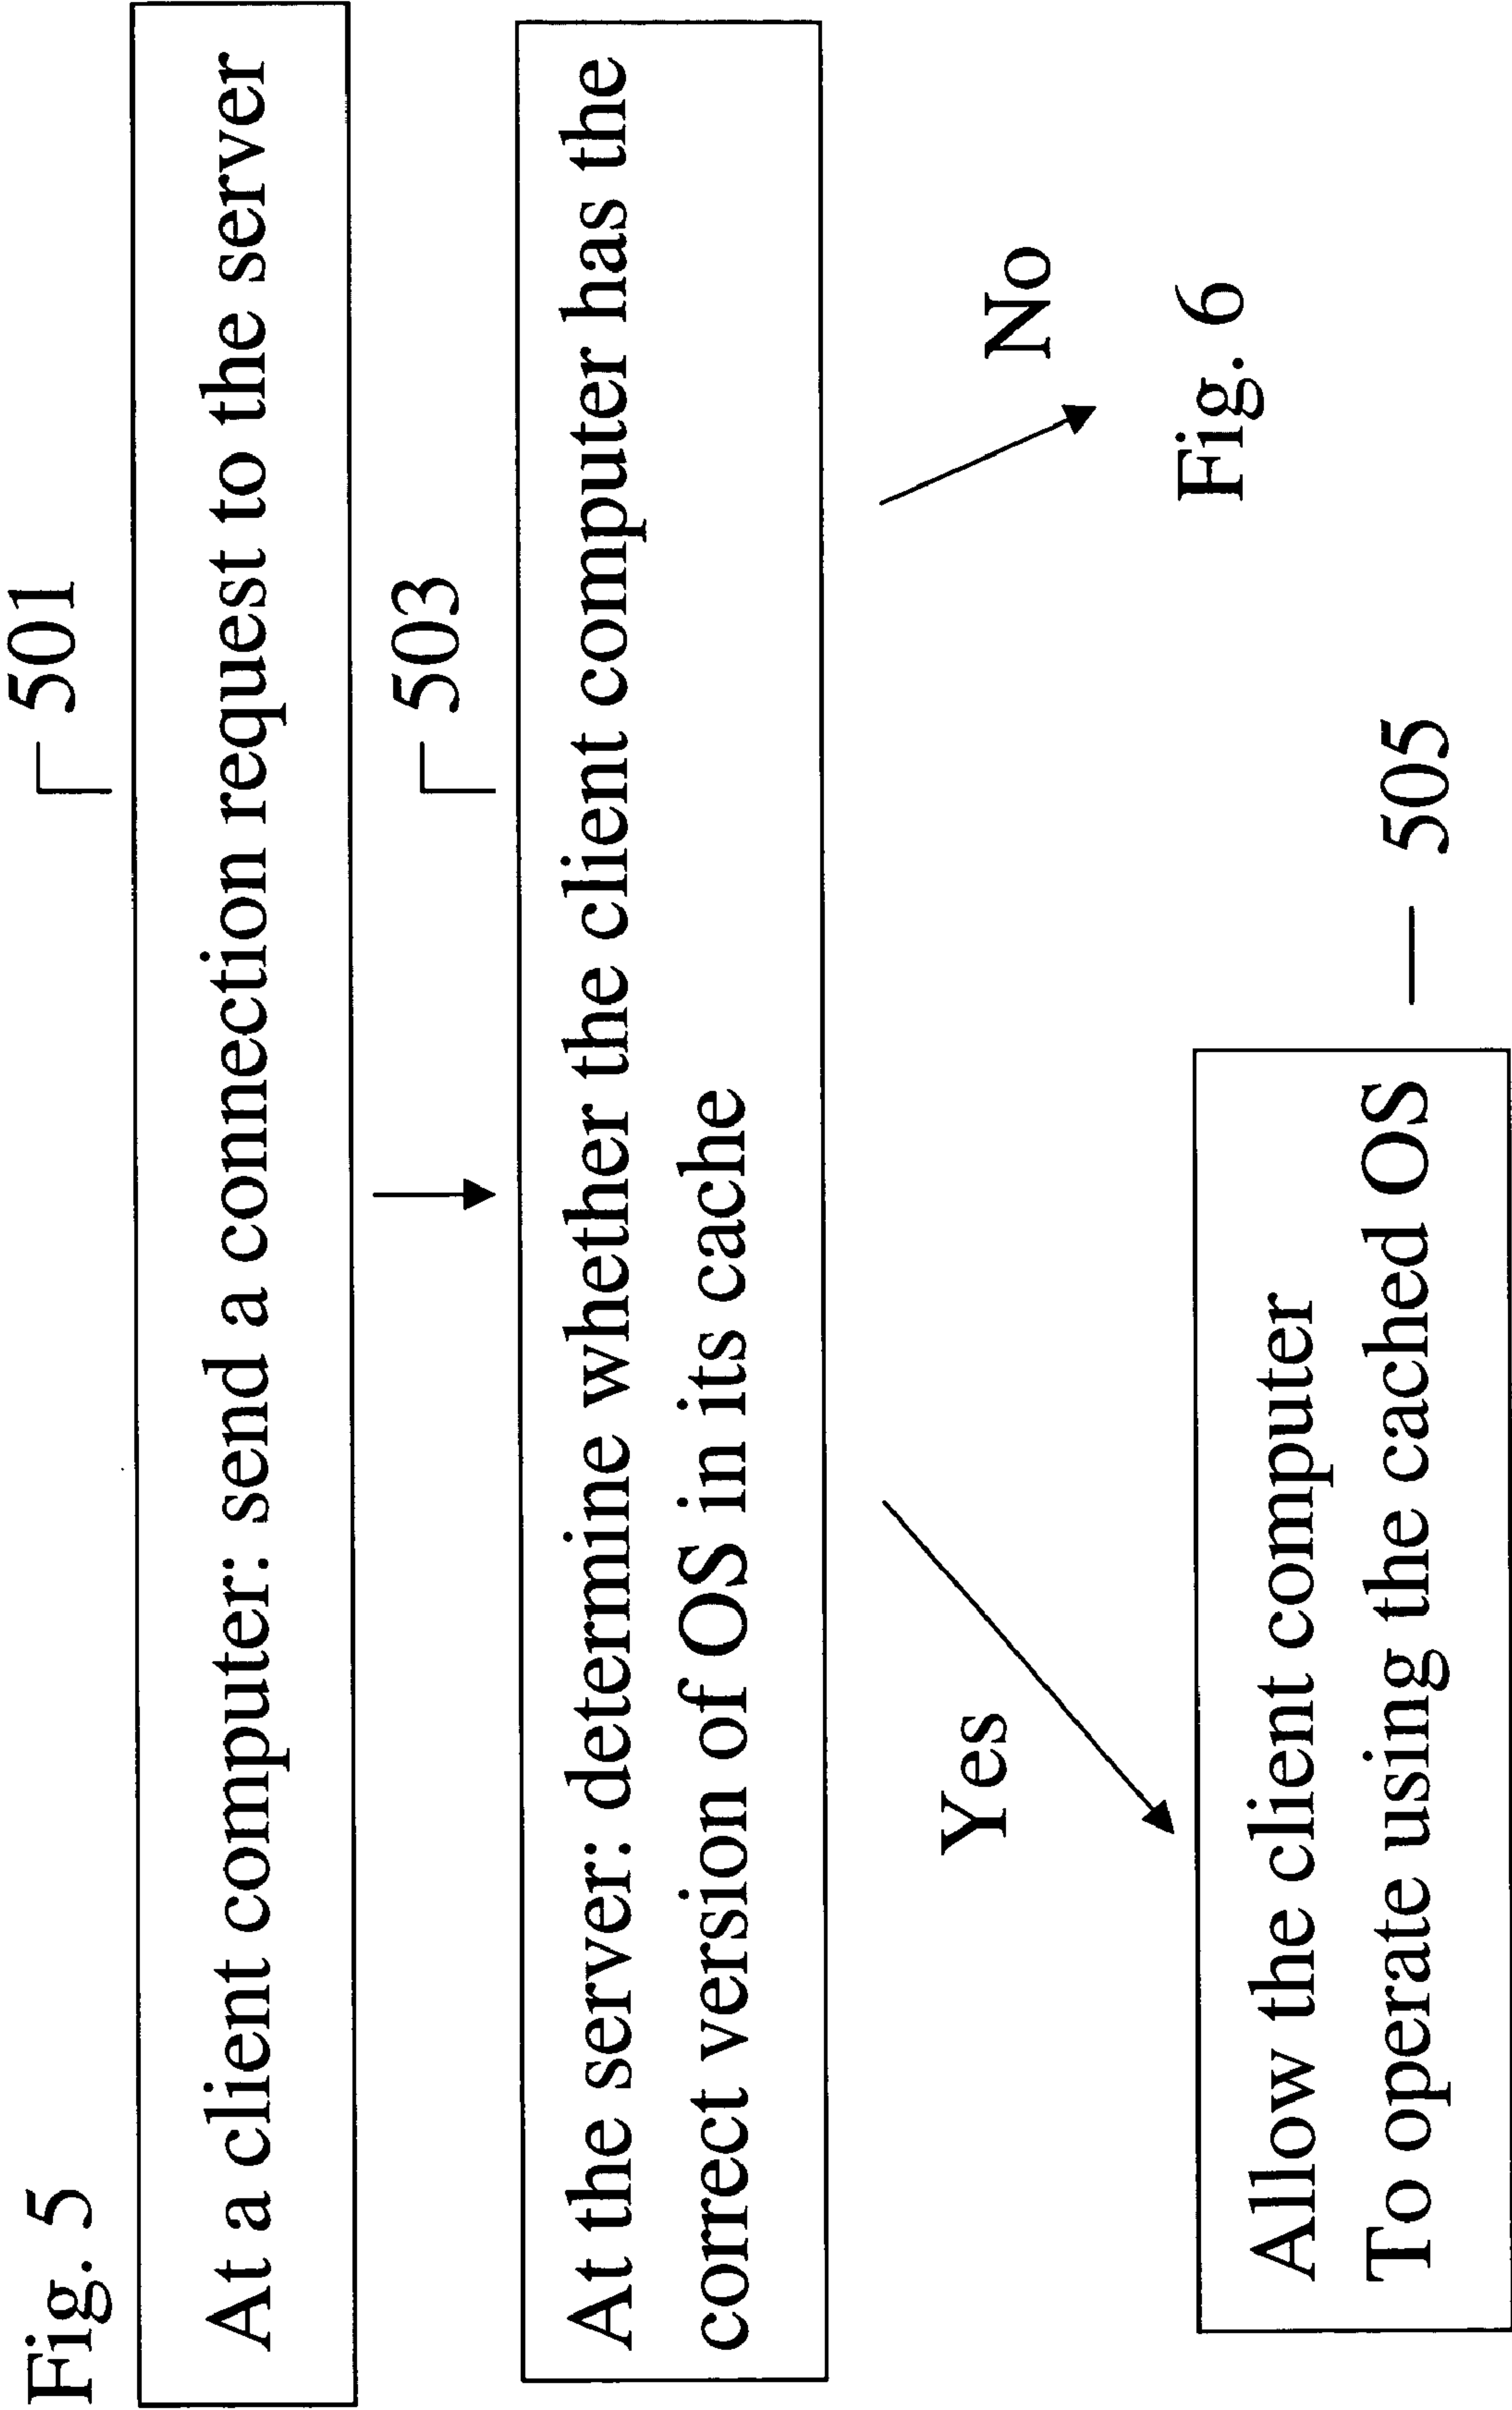 Fig. 5
501
At a client computer: send a connection request to the server
503
At the server: determine whether the client computer has the
correct version of OS in its cache
Yes
No
Fig. 6
Allow the client computer
To operate using the cached OS
505